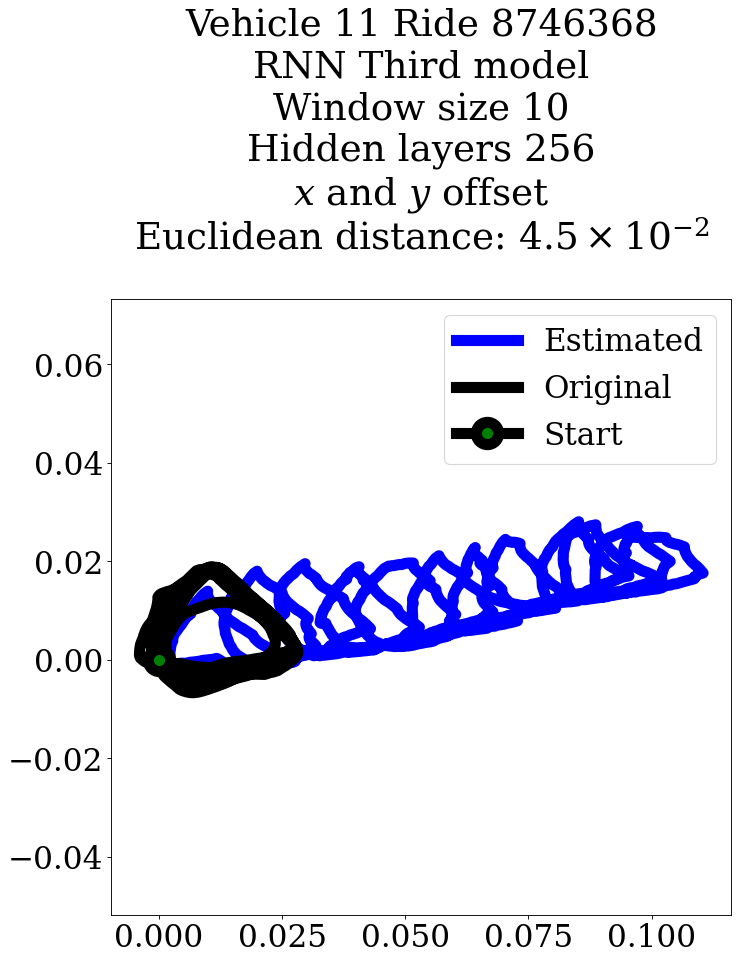 Vehicle 11 Ride 8746368
RNN Third model
Window size 10
Hidden layers 256
x and y offset
Euclidean distance: 4.5 × 10⁻²
Estimated
Original
Start
0.06
0.04
0.02
0.00
−0.02
−0.04
0.000 0.025 0.050 0.075 0.100